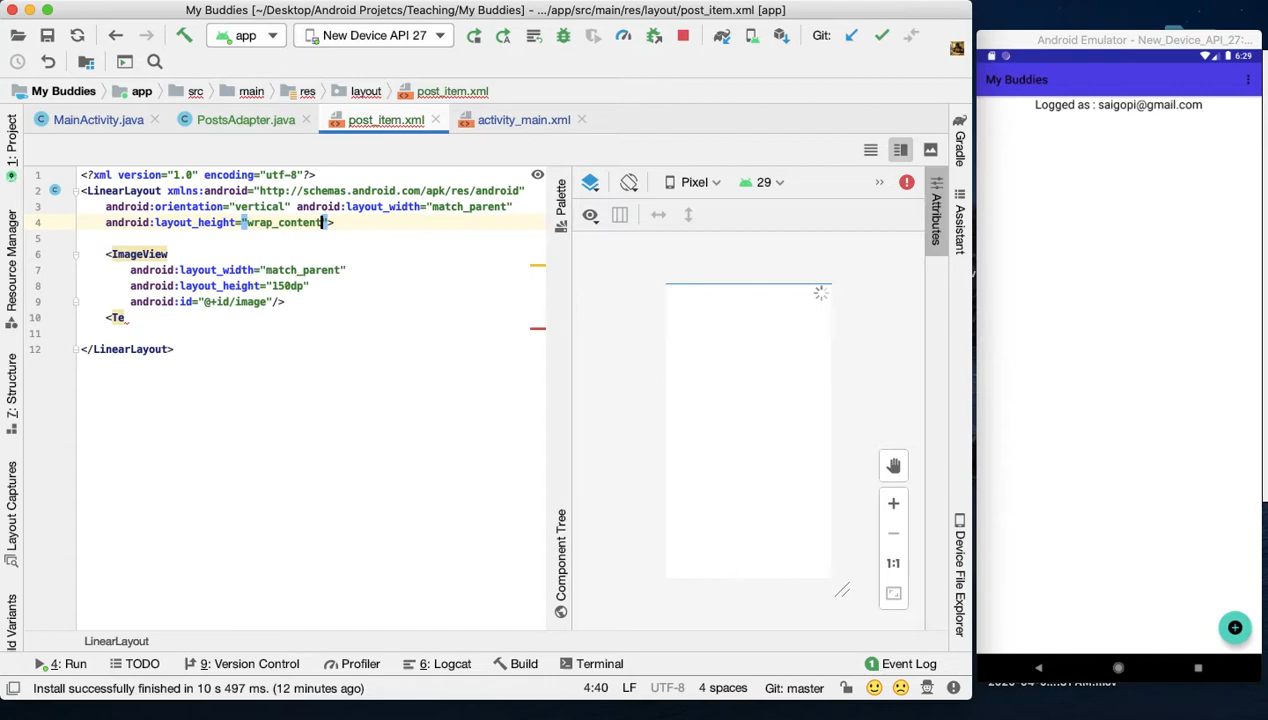 My Buddies [~/Desktop/Android Projetcs/Teaching/My Buddies] - .../app/src/main/res/layout/post_item.xml [app]
app
New Device API 27
Git:
My Buddies
app
src
main
res
layout
post_item.xml
MainActivity.java
PostsAdapter.java
post_item.xml
activity_main.xml
1: Project
Resource Manager
7: Structure
Layout Captures
ld Variants
1 <?xml version="1.0" encoding="utf-8"?>
2 <LinearLayout xmlns:android="http://schemas.android.com/apk/res/android"
3 android:orientation="vertical" android:layout_width="match_parent"
4 android:layout_height="wrap_content">
5
6 <ImageView
7 android:layout_width="match_parent"
8 android:layout_height="150dp"
9 android:id="@+id/image"/>
10 <Te
11
12 </LinearLayout>
LinearLayout
Palette
Component Tree
Pixel
29
1:1
Attributes
Gradle
Assistant
Device File Explorer
4: Run
TODO
9: Version Control
Profiler
6: Logcat
Build
Terminal
1 Event Log
Install successfully finished in 10 s 497 ms. (12 minutes ago)
4:40
LF
UTF-8
4 spaces
Git: master
Android Emulator - New_Device_API_27:...
6:29
My Buddies
Logged as : saigopi@gmail.com